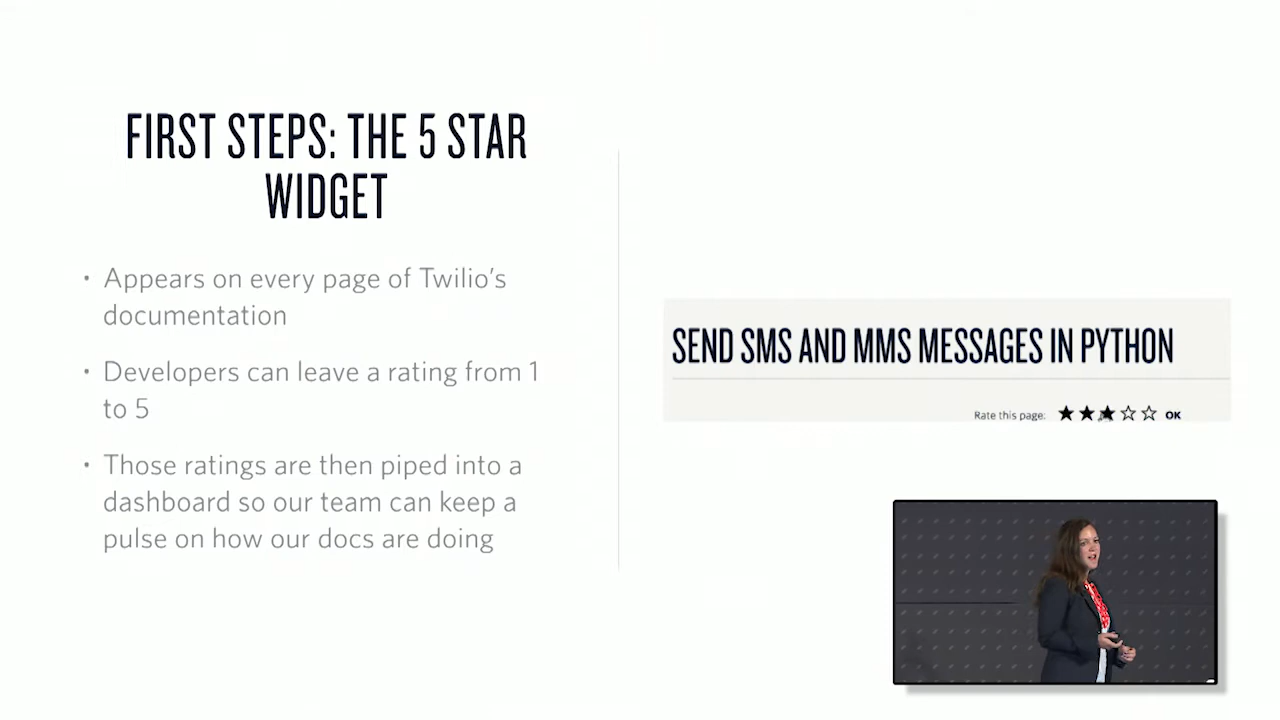 FIRST STEPS: THE 5 STAR
WIDGET
• Appears on every page of Twilio's
documentation
• Developers can leave a rating from 1
to 5
• Those ratings are then piped into a
dashboard so our team can keep a
pulse on how our docs are doing
SEND SMS AND MMS MESSAGES IN PYTHON
Rate this page: ★★★☆☆ OK